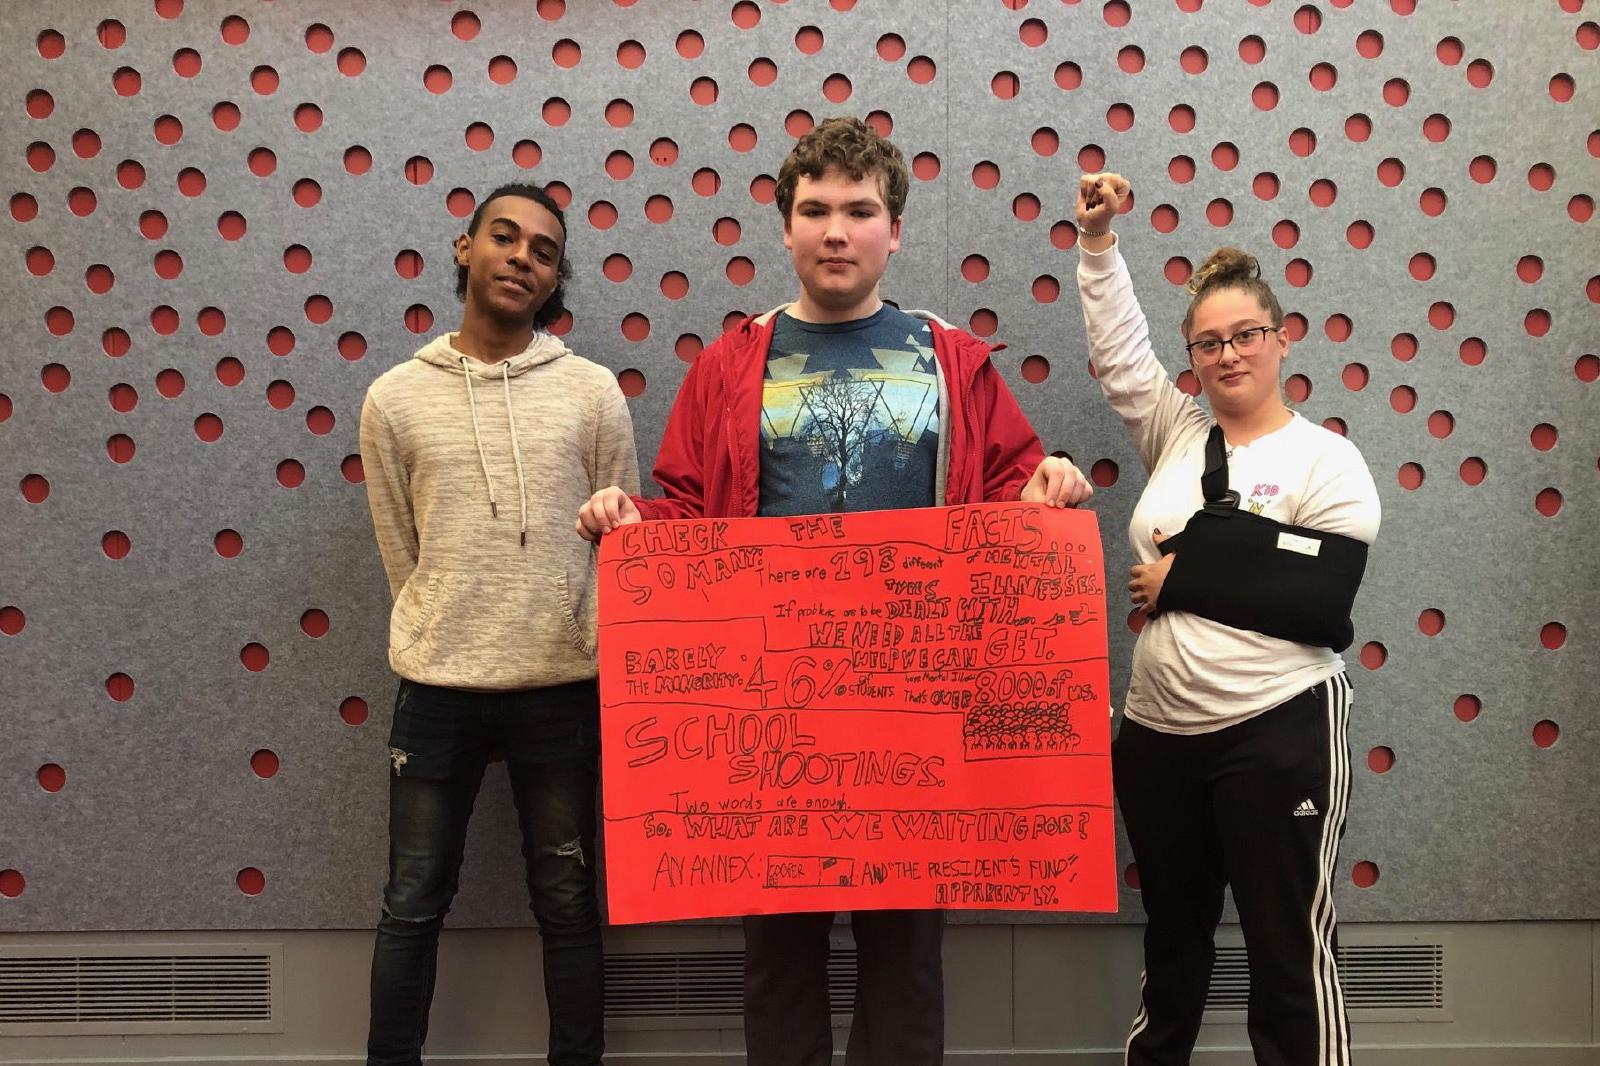 CHECK THE FACTS...
SO MANY: There are 193 different TYPES of MENTAL ILLNESSES.
If problems are to be DEALT WITH....
WE NEED ALL THE HELP WE CAN GET.
BARELY THE MINORITY: 46% of STUDENTS have Mental Illness That's OVER 8000 of us.
SCHOOL
SHOOTINGS.
Two words are enough.
So, WHAT ARE WE WAITING FOR?
AN ANNEX: COOPER AND "THE PRESIDENT'S FUND",
APPARENTLY.
KID
'N'
adidas